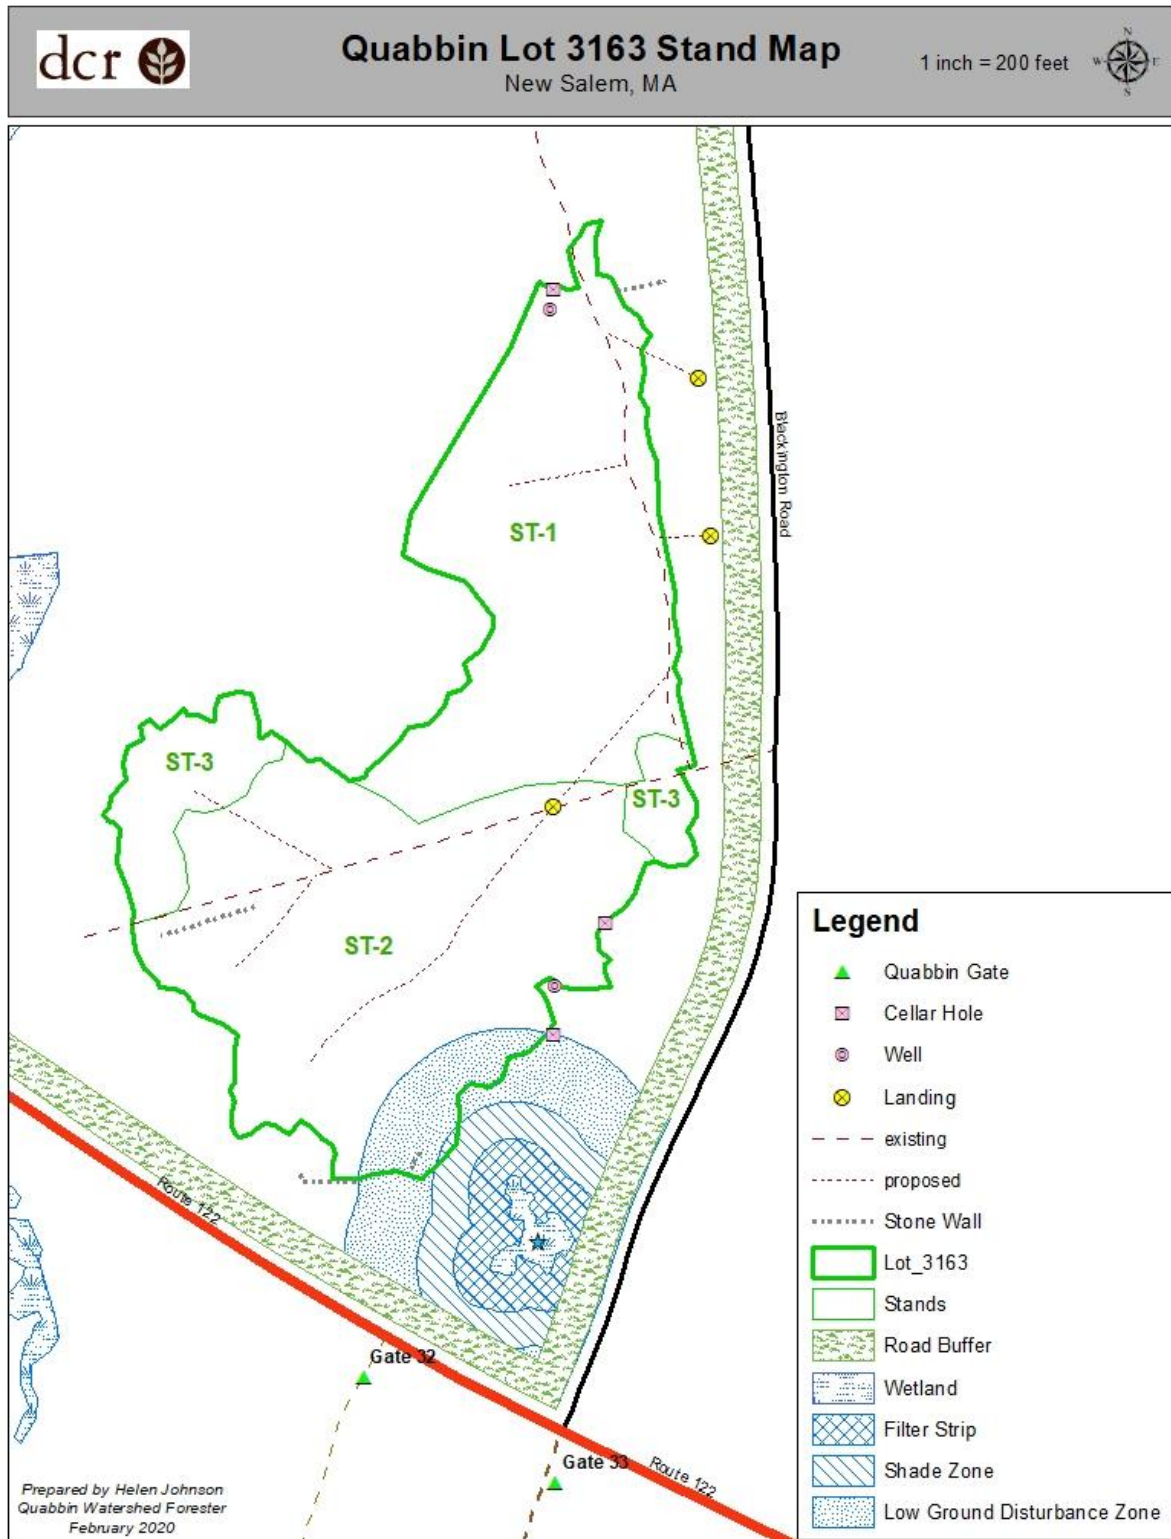 dcr
Quabbin Lot 3163 Stand Map
New Salem, MA
1 inch = 200 feet
N
W
E
S
Blackington Road
ST-1
ST-3
ST-3
ST-2
Route 122
Gate 32
Gate 33
Route 122
Prepared by Helen Johnson
Quabbin Watershed Forester
February 2020
Legend
Quabbin Gate
Cellar Hole
Well
Landing
existing
proposed
Stone Wall
Lot_3163
Stands
Road Buffer
Wetland
Filter Strip
Shade Zone
Low Ground Disturbance Zone